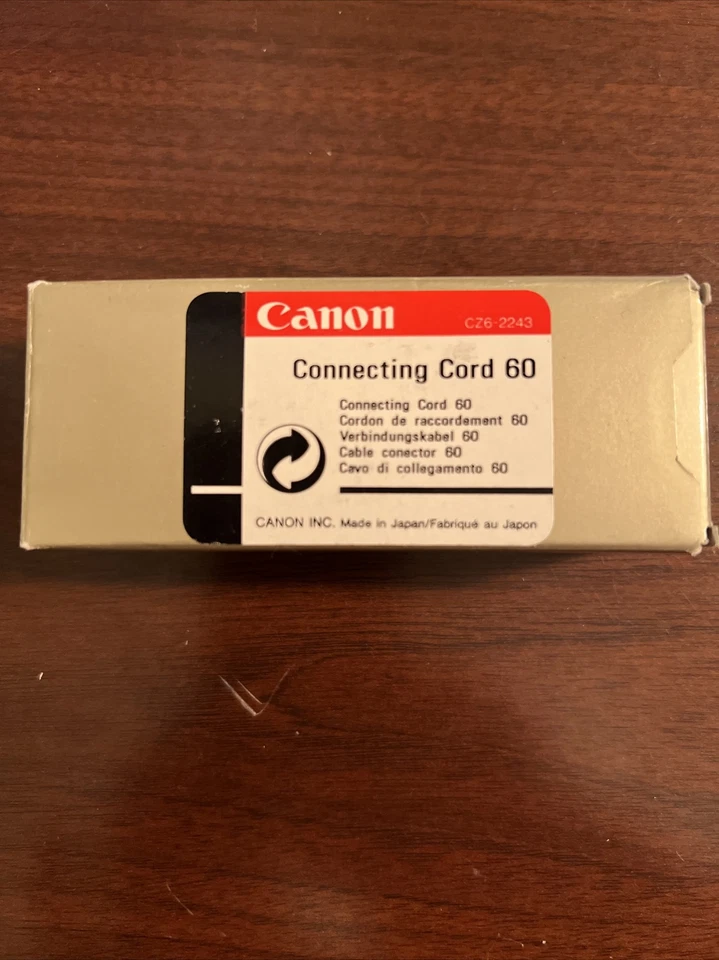 Canon CZ6-2243
Connecting Cord 60
Connecting Cord 60
Cordon de raccordement 60
Verbindungskabel 60
Cable conector 60
Cavo di collegamento 60
CANON INC. Made in Japan/Fabriqué au Japon